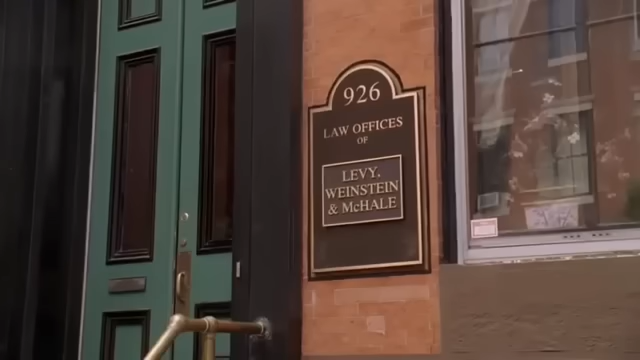 926
LAW OFFICES
OF
LEVY,
WEINSTEIN
& McHALE